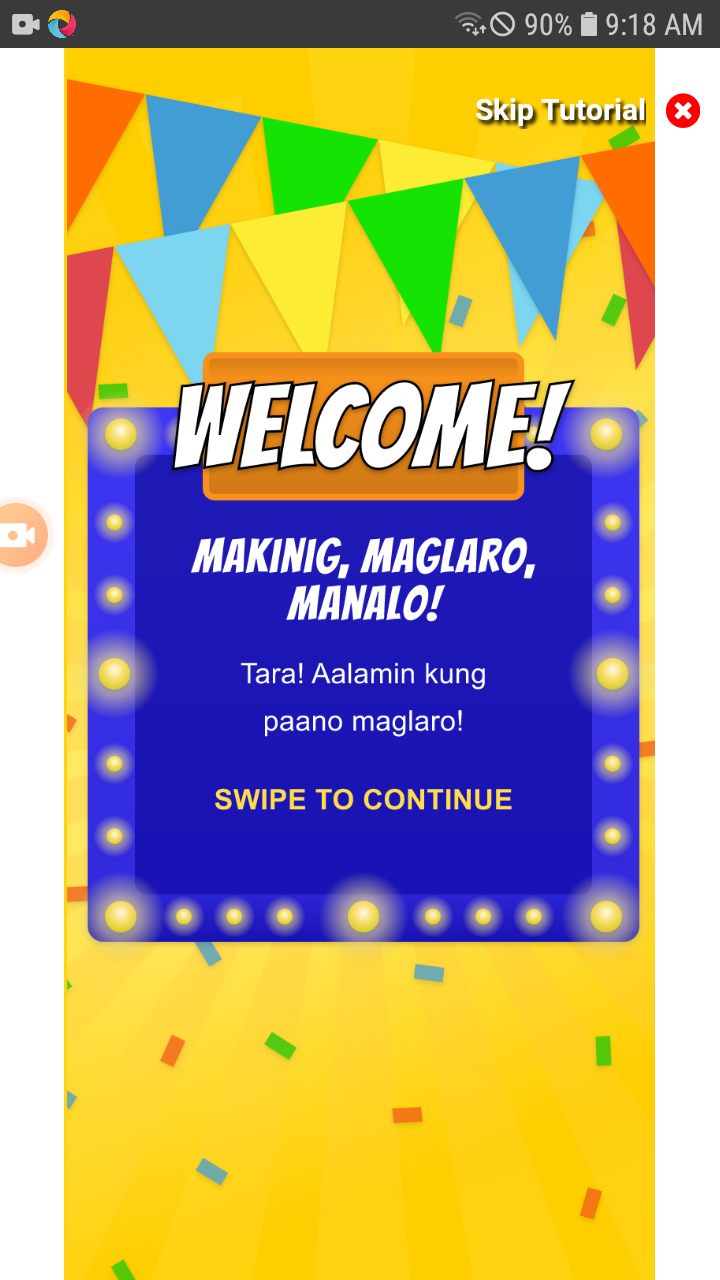 90% 9:18 AM
Skip Tutorial
WELCOME!
MAKINIG, MAGLARO,
MANALO!
Tara! Aalamin kung
paano maglaro!
SWIPE TO CONTINUE